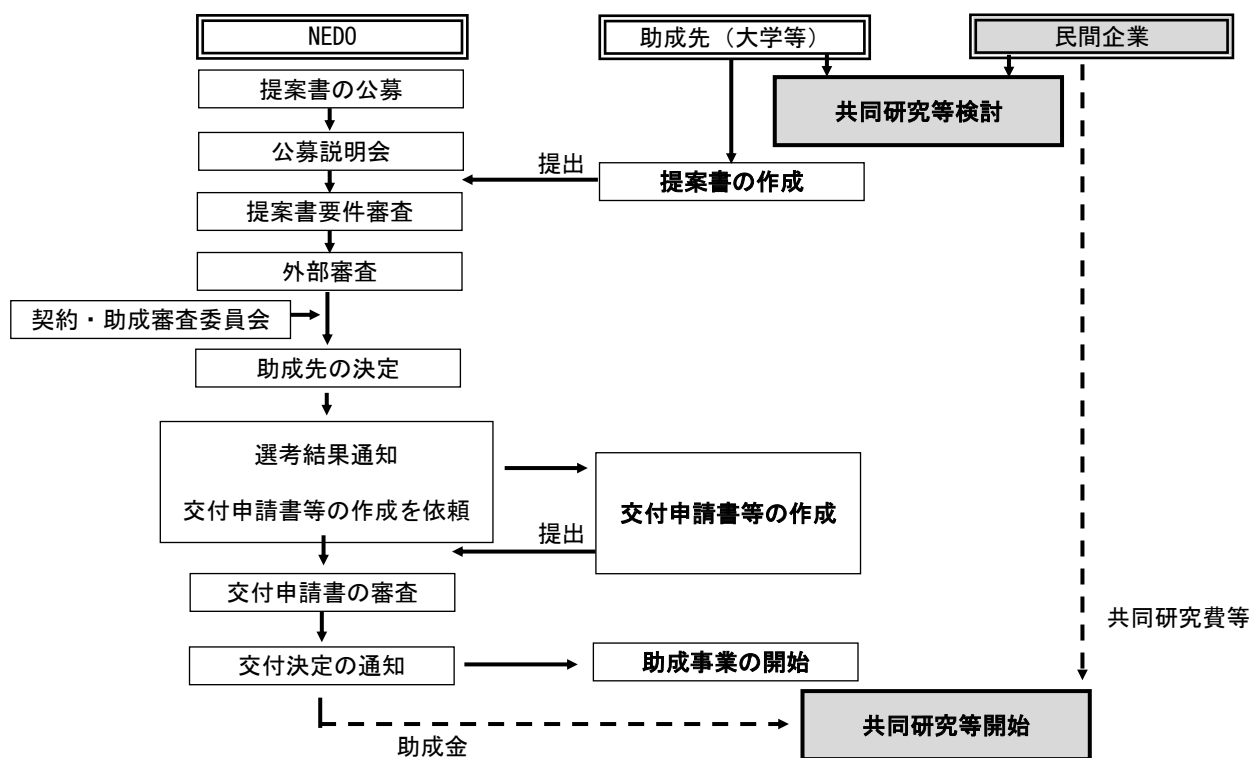 NEDO
助成先（大学等）
民間企業
提案書の公募
共同研究等検討
公募説明会
提出
提案書の作成
提案書要件審査
外部審査
契約・助成審査委員会
助成先の決定
選考結果通知
交付申請書等の作成を依頼
交付申請書等の作成
提出
交付申請書の審査
共同研究費等
交付決定の通知
助成事業の開始
共同研究等開始
助成金